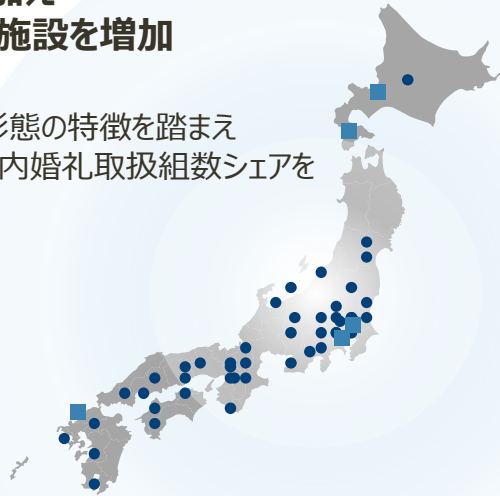 施設を増加
形態の特徴を踏まえ
内婚礼取扱組数シェアを